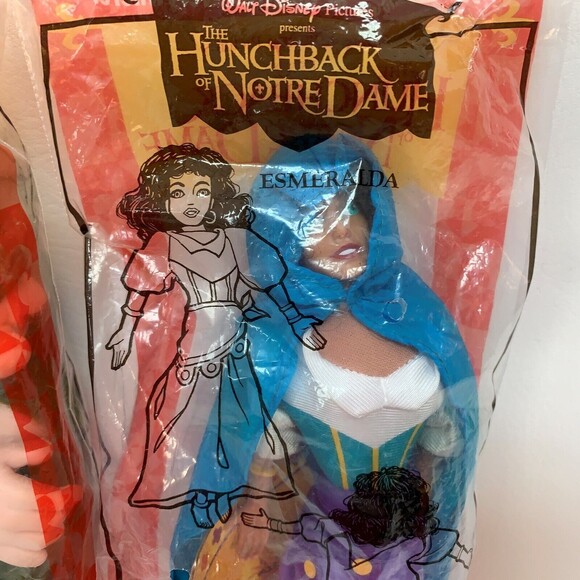 WALT DISNEY Pictures
presents
THE
HUNCHBACK
OF NOTRE DAME
ESMERALDA